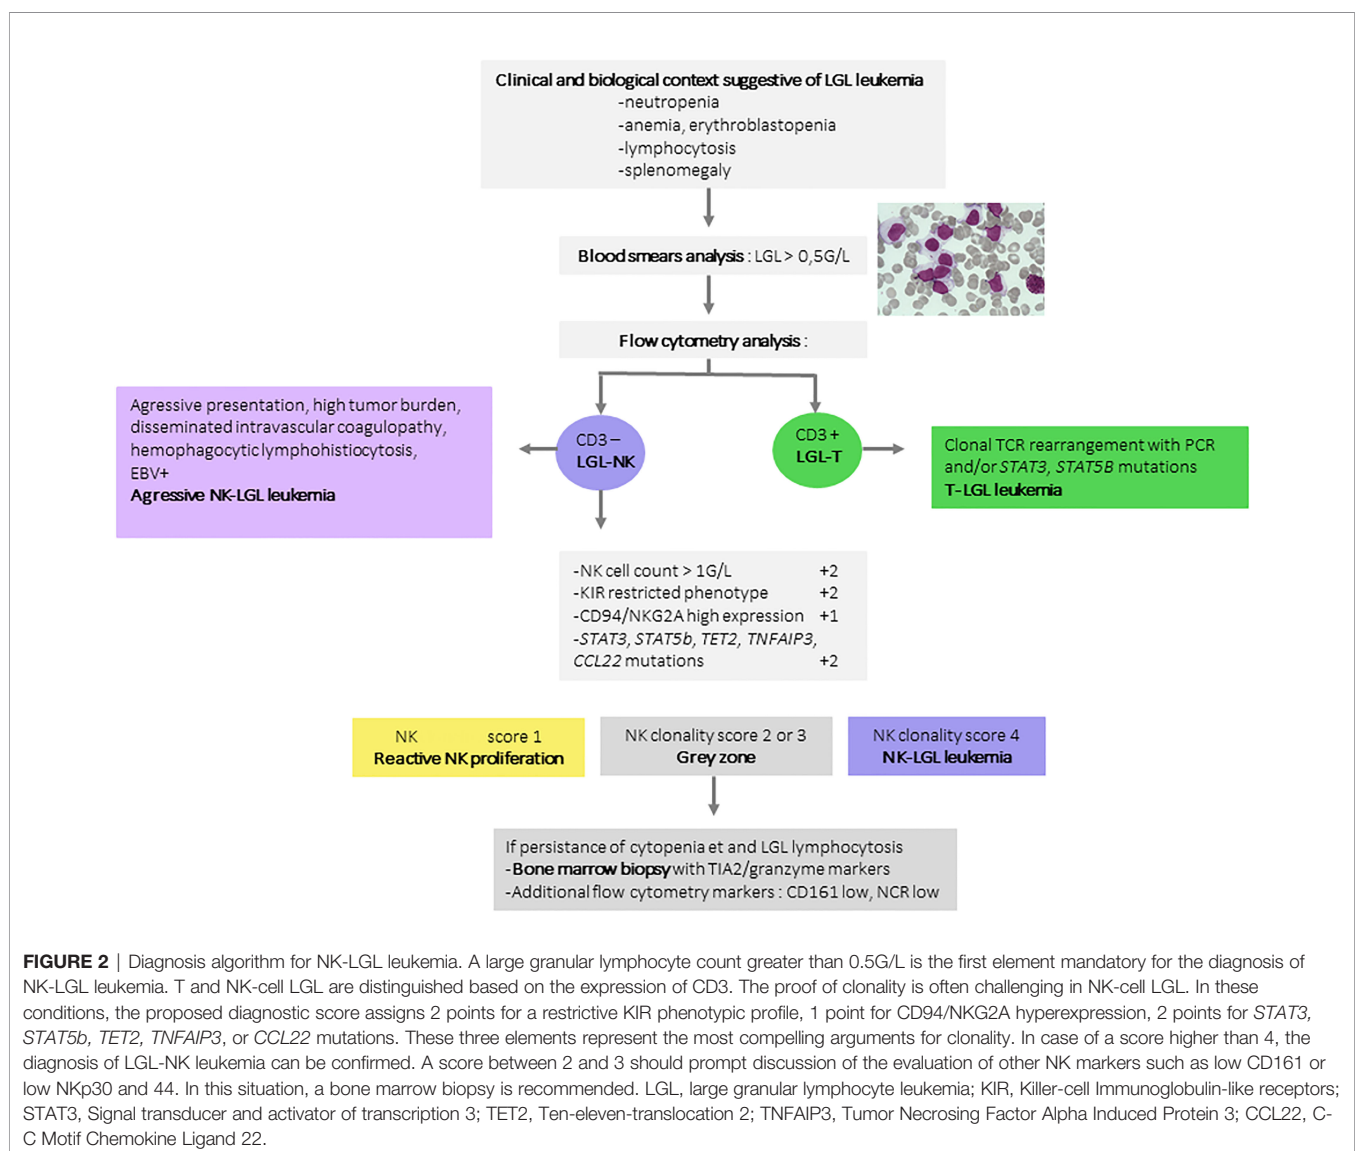 Clinical and biological context suggestive of LGL leukemia
-neutropenia
-anemia, erythroblastopenia
-lymphocytosis
-splenomegaly
Blood smears analysis : LGL > 0,5G/L
Flow cytometry analysis :
CD3 –
LGL-NK
CD3 +
LGL-T
Agressive presentation, high tumor burden,
disseminated intravascular coagulopathy,
hemophagocytic lymphohistiocytosis,
EBV+
Agressive NK-LGL leukemia
Clonal TCR rearrangement with PCR
and/or STAT3, STAT5B mutations
T-LGL leukemia
-NK cell count > 1G/L +2
-KIR restricted phenotype +2
-CD94/NKG2A high expression +1
-STAT3, STAT5b, TET2, TNFAIP3,
CCL22 mutations +2
NK score 1
Reactive NK proliferation
NK clonality score 2 or 3
Grey zone
NK clonality score 4
NK-LGL leukemia
If persistance of cytopenia et and LGL lymphocytosis
-Bone marrow biopsy with TIA2/granzyme markers
-Additional flow cytometry markers : CD161 low, NCR low
FIGURE 2 | Diagnosis algorithm for NK-LGL leukemia. A large granular lymphocyte count greater than 0.5G/L is the first element mandatory for the diagnosis of
NK-LGL leukemia. T and NK-cell LGL are distinguished based on the expression of CD3. The proof of clonality is often challenging in NK-cell LGL. In these
conditions, the proposed diagnostic score assigns 2 points for a restrictive KIR phenotypic profile, 1 point for CD94/NKG2A hyperexpression, 2 points for STAT3,
STAT5b, TET2, TNFAIP3, or CCL22 mutations. These three elements represent the most compelling arguments for clonality. In case of a score higher than 4, the
diagnosis of LGL-NK leukemia can be confirmed. A score between 2 and 3 should prompt discussion of the evaluation of other NK markers such as low CD161 or
low NKp30 and 44. In this situation, a bone marrow biopsy is recommended. LGL, large granular lymphocyte leukemia; KIR, Killer-cell Immunoglobulin-like receptors;
STAT3, Signal transducer and activator of transcription 3; TET2, Ten-eleven-translocation 2; TNFAIP3, Tumor Necrosing Factor Alpha Induced Protein 3; CCL22, C-
C Motif Chemokine Ligand 22.